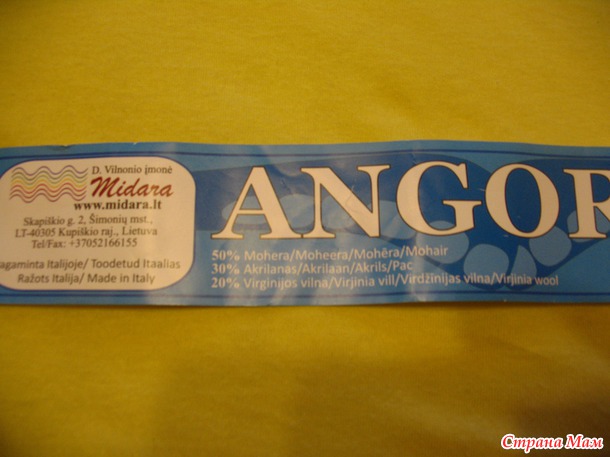 D. Vilnonio įmonė
Midara
www.midara.lt
Skapiškio g. 2, Šimonių mst.,
LT-40305 Kupiškio raj., Lietuva
Tel/Fax: +37052166155
agaminta Italijoje/ Toodetud Itaalias
Ražots Italija/ Made in Italy
ANGOR
50% Mohera/Moheera/Mohēra/Mohair
30% Akrilanas/Akrilaan/Akrils/Pac
20% Virginijos vilna/Virjinia vill/Virdžīnijas vilna/Virjinia wool
Страна Мам